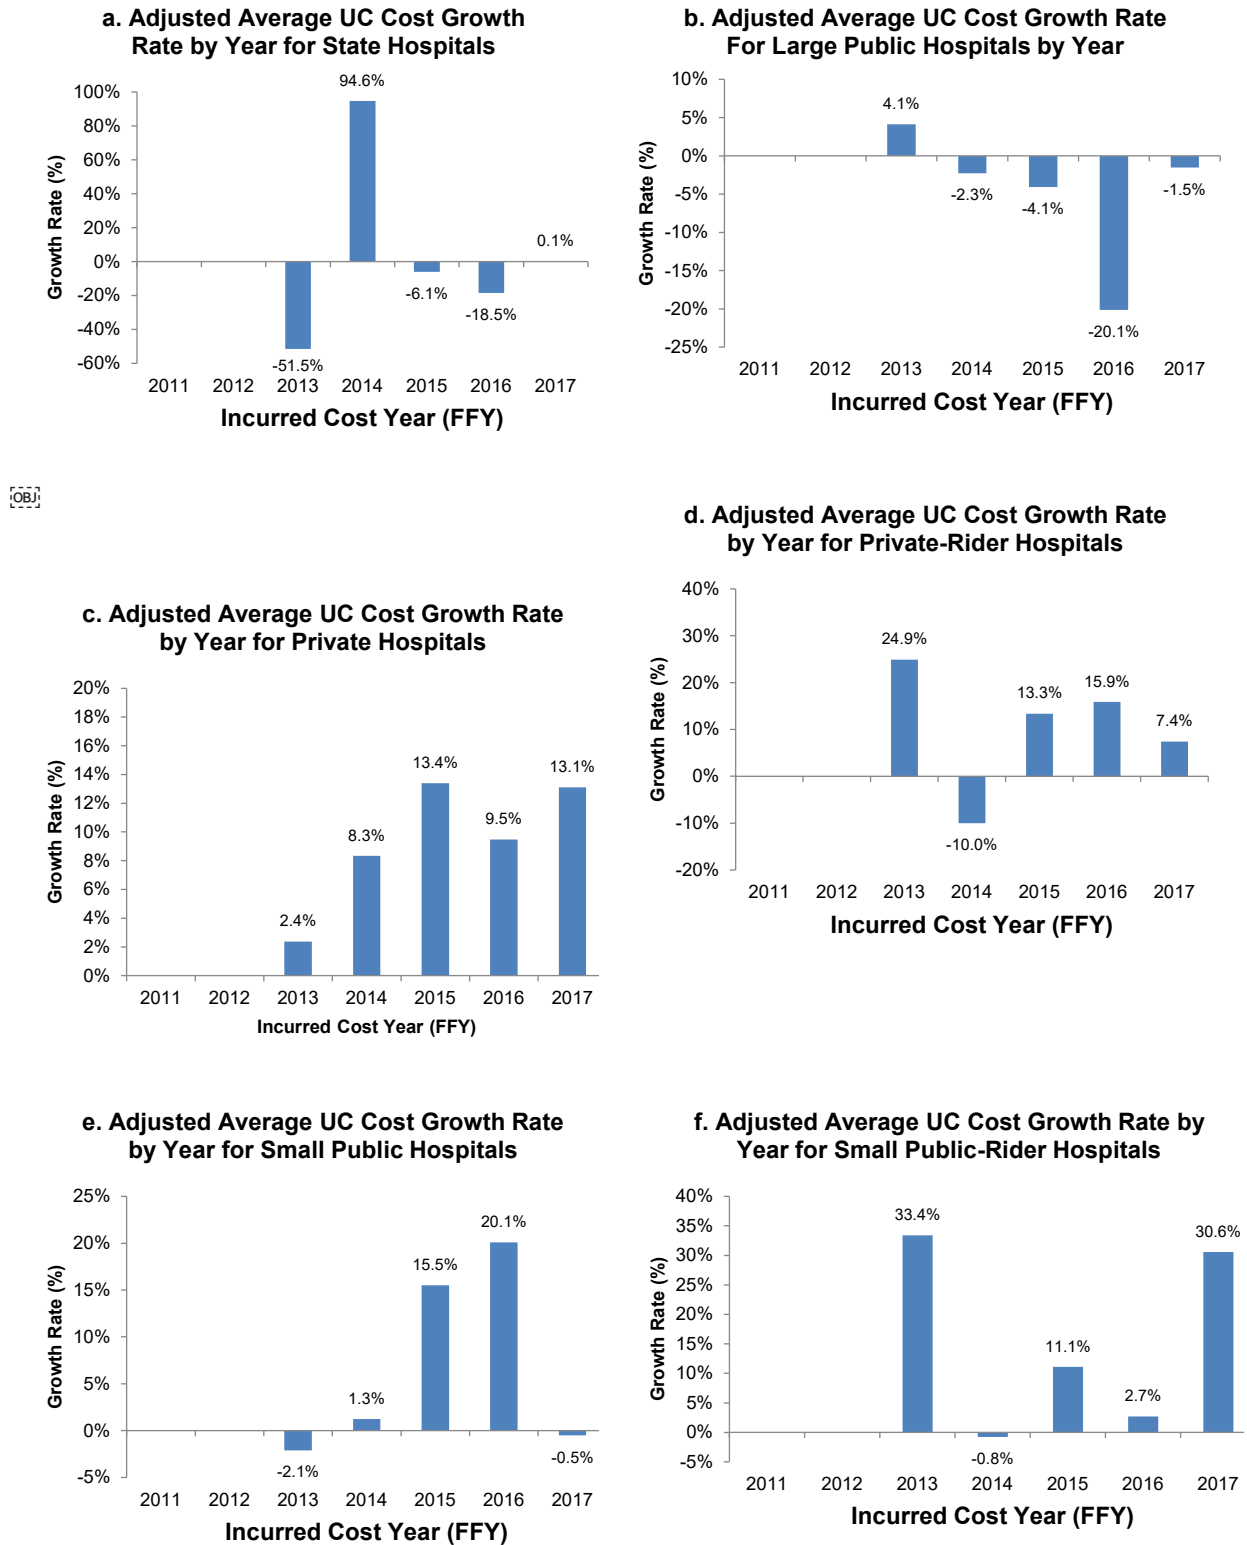 a. Adjusted Average UC Cost Growth
Rate by Year for State Hospitals
100%
80%
60%
40%
20%
0%
-20%
-40%
-60%
Growth Rate (%)
94.6%
0.1%
-6.1%
-18.5%
-51.5%
2011 2012 2013 2014 2015 2016 2017
Incurred Cost Year (FFY)
b. Adjusted Average UC Cost Growth Rate
For Large Public Hospitals by Year
10%
5%
0%
-5%
-10%
-15%
-20%
-25%
Growth Rate (%)
4.1%
-2.3%
-4.1%
-20.1%
-1.5%
2011 2012 2013 2014 2015 2016 2017
Incurred Cost Year (FFY)
OBJ
c. Adjusted Average UC Cost Growth Rate
by Year for Private Hospitals
20%
18%
16%
14%
12%
10%
8%
6%
4%
2%
0%
Growth Rate (%)
2.4%
8.3%
13.4%
9.5%
13.1%
2011 2012 2013 2014 2015 2016 2017
Incurred Cost Year (FFY)
d. Adjusted Average UC Cost Growth Rate
by Year for Private-Rider Hospitals
40%
30%
20%
10%
0%
-10%
-20%
Growth Rate (%)
24.9%
-10.0%
13.3%
15.9%
7.4%
2011 2012 2013 2014 2015 2016 2017
Incurred Cost Year (FFY)
e. Adjusted Average UC Cost Growth Rate
by Year for Small Public Hospitals
25%
20%
15%
10%
5%
0%
-5%
Growth Rate (%)
-2.1%
1.3%
15.5%
20.1%
-0.5%
2011 2012 2013 2014 2015 2016 2017
Incurred Cost Year (FFY)
f. Adjusted Average UC Cost Growth Rate by
Year for Small Public-Rider Hospitals
40%
35%
30%
25%
20%
15%
10%
5%
0%
-5%
Growth Rate (%)
33.4%
-0.8%
11.1%
2.7%
30.6%
2011 2012 2013 2014 2015 2016 2017
Incurred Cost Year (FFY)